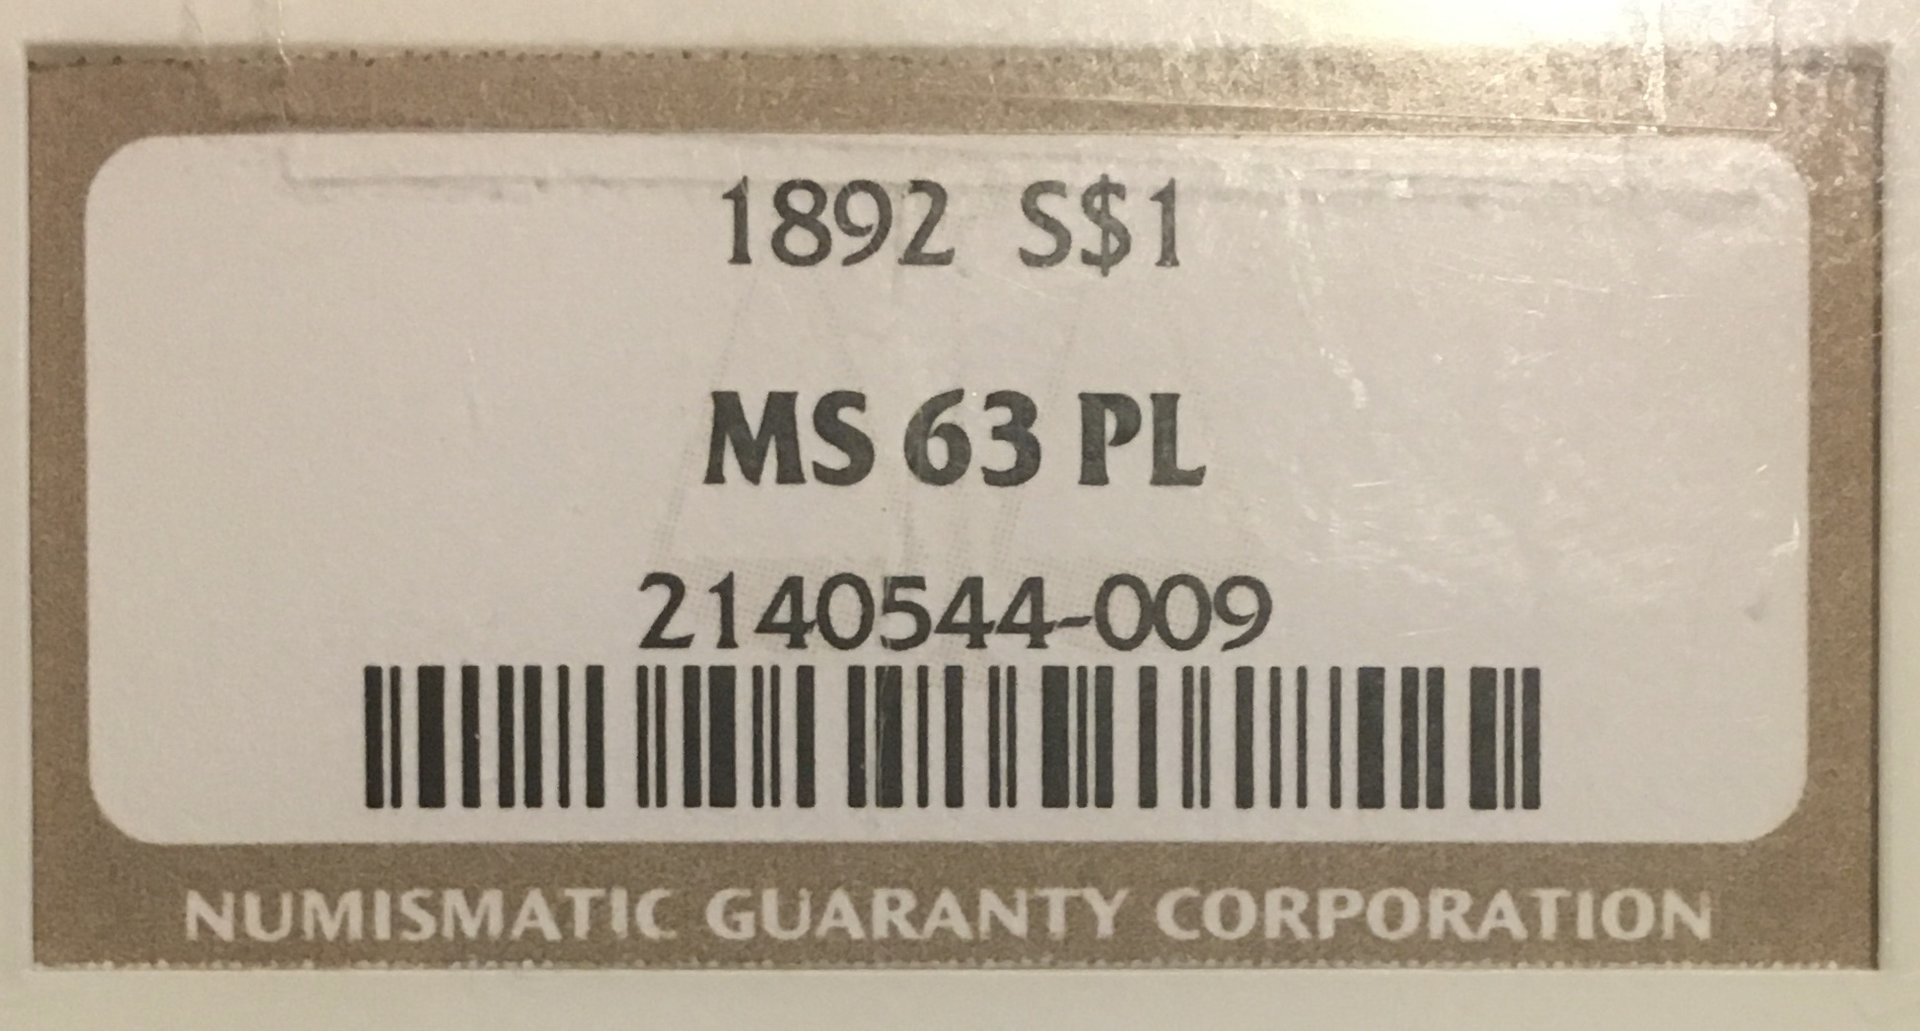 1892 S$1
MS 63 PL
2140544-009
NUMISMATIC GUARANTY CORPORATION